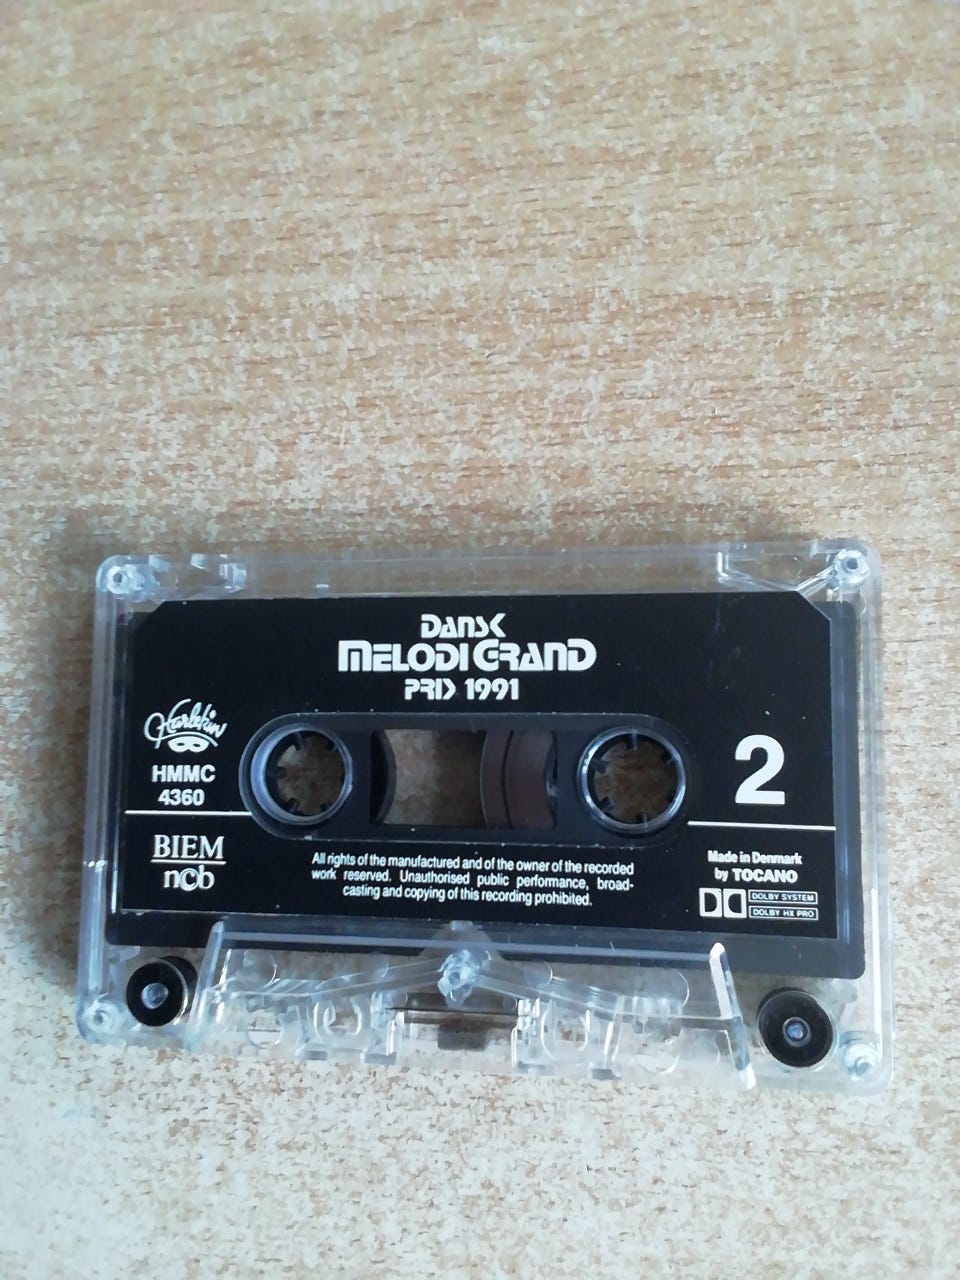 DANSK
MELODI GRAND
PRIX 1991
Harlekin
HMMC
4360
2
BIEM
ncb
All rights of the manufactured and of the owner of the recorded
work reserved. Unauthorised public performance, broad-
casting and copying of this recording prohibited.
Made in Denmark
by TOCANO
DOLBY SYSTEM
DOLBY HX PRO